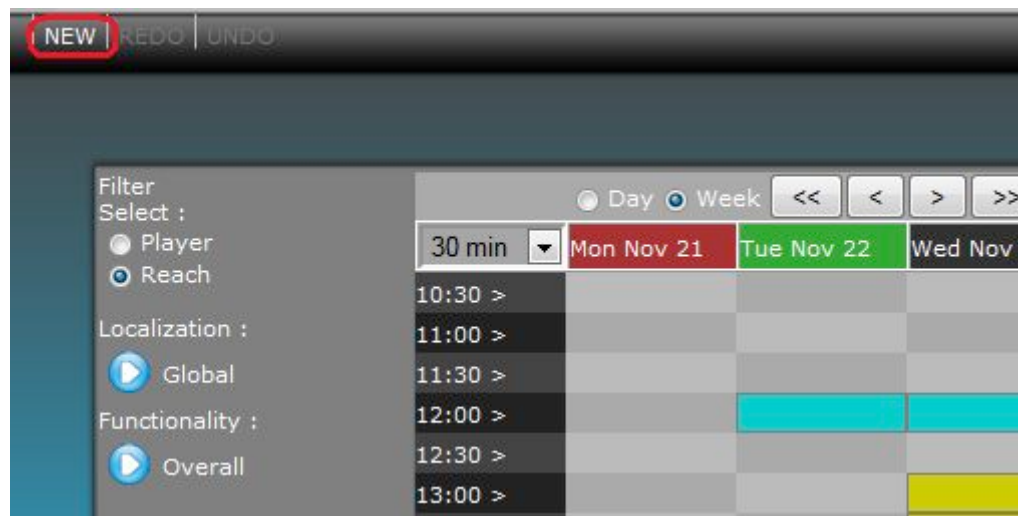 NEW REDO UNDO
Filter
Select :
Player
Reach
Localization :
Global
Functionality :
Overall
Day Week << < > >>
30 min Mon Nov 21 Tue Nov 22 Wed Nov
10:30 >
11:00 >
11:30 >
12:00 >
12:30 >
13:00 >